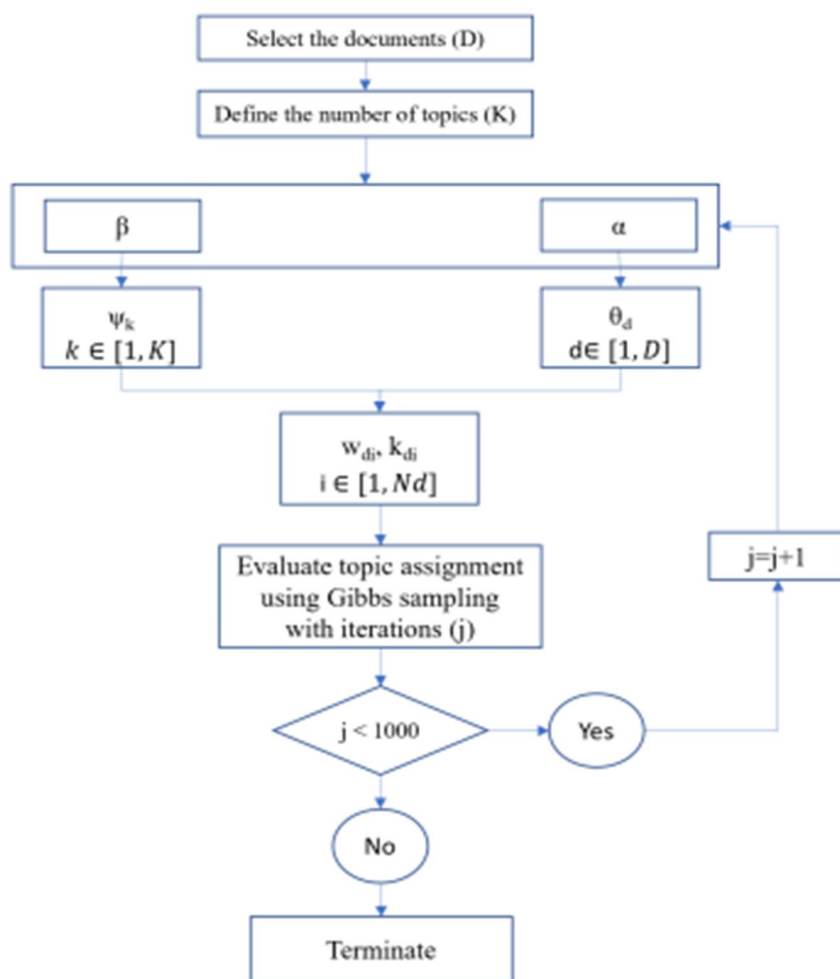 Select the documents (D)
Define the number of topics (K)
β
α
ψk
k ∈ [1, K]
θd
d∈ [1, D]
wdi, kdi
i ∈ [1, Nd]
Evaluate topic assignment
using Gibbs sampling
with iterations (j)
j=j+1
j < 1000
Yes
No
Terminate